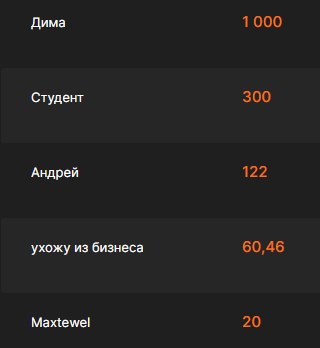 Дима 1 000
Студент 300
Андрей 122
ухожу из бизнеса 60,46
Maxtewel 20